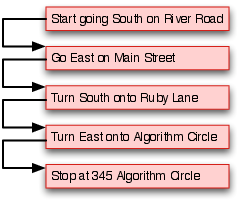 Start going South on River Road
Go East on Main Street
Turn South onto Ruby Lane
Turn East onto Algorithm Circle
Stop at 345 Algorithm Circle